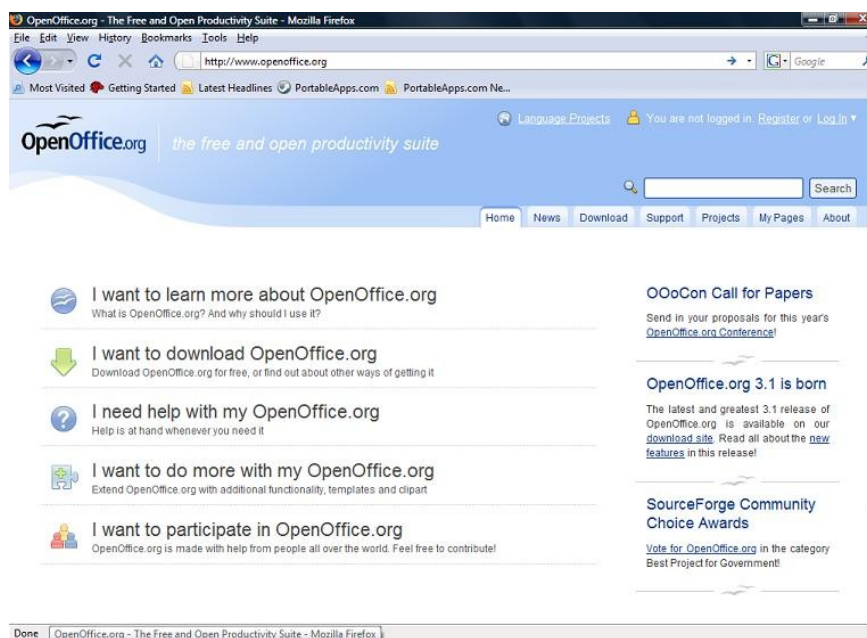 OpenOffice.org - The Free and Open Productivity Suite - Mozilla Firefox
File Edit View History Bookmarks Tools Help
http://www.openoffice.org
G Google
Most Visited Getting Started Latest Headlines PortableApps.com PortableApps.com Ne...
Language Projects You are not logged in. Register or Log In
OpenOffice.org the free and open productivity suite
Search
Home News Download Support Projects My Pages About
I want to learn more about OpenOffice.org
What is OpenOffice.org? And why should I use it?
I want to download OpenOffice.org
Download OpenOffice.org for free, or find out about other ways of getting it
I need help with my OpenOffice.org
Help is at hand whenever you need it
I want to do more with my OpenOffice.org
Extend OpenOffice.org with additional functionality, templates and clipart
I want to participate in OpenOffice.org
OpenOffice.org is made with help from people all over the world. Feel free to contribute!
OOoCon Call for Papers
Send in your proposals for this year's
OpenOffice.org Conference!
OpenOffice.org 3.1 is born
The latest and greatest 3.1 release of
OpenOffice.org is available on our
download site. Read all about the new
features in this release!
SourceForge Community
Choice Awards
Vote for OpenOffice.org in the category
Best Project for Government!
Done OpenOffice.org - The Free and Open Productivity Suite - Mozilla Firefox